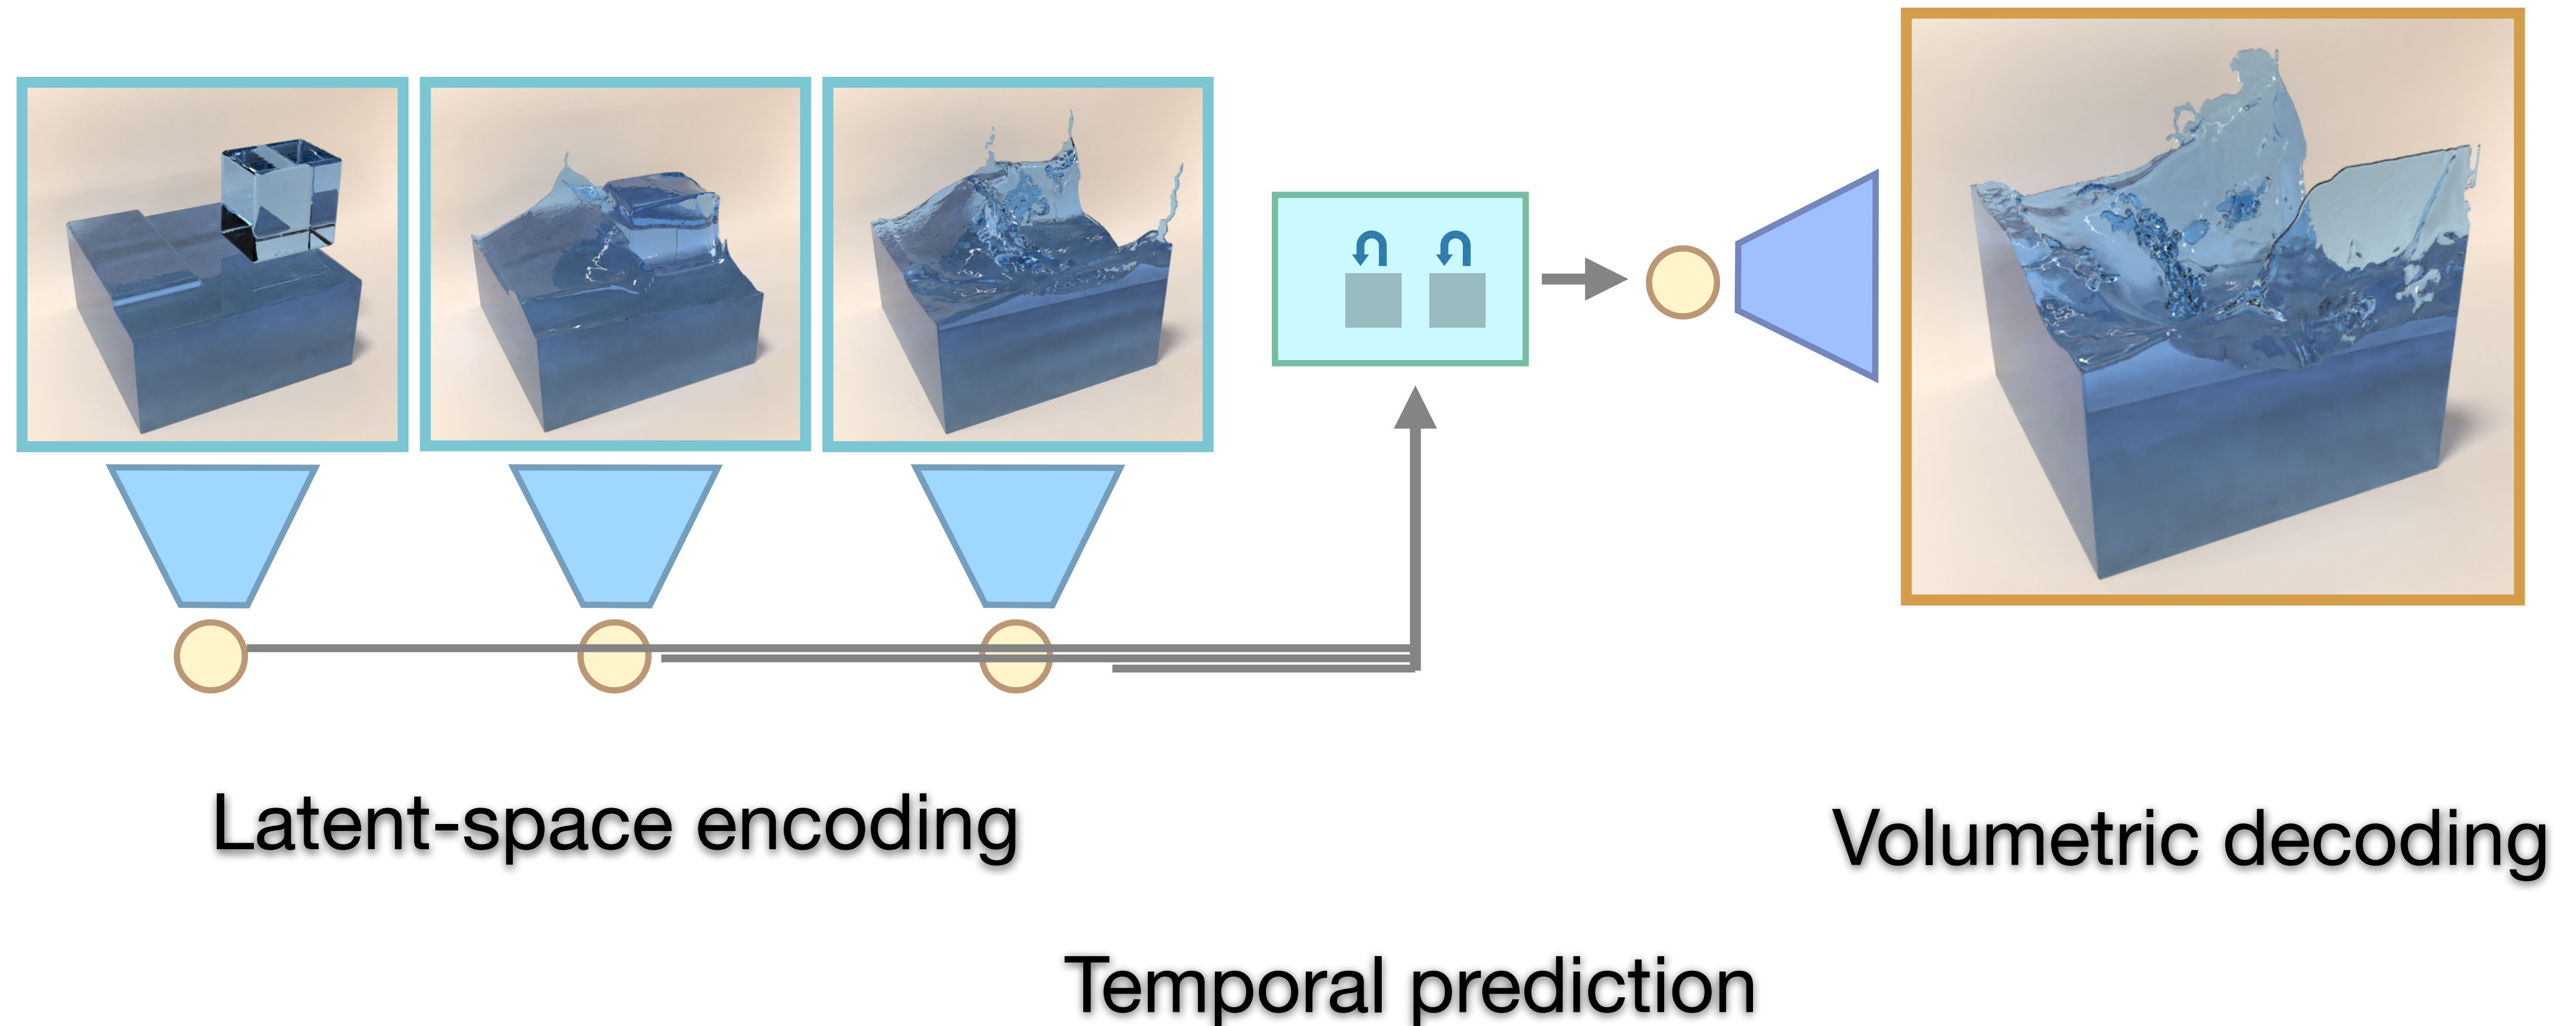 Latent-space encoding
Volumetric decoding
Temporal prediction